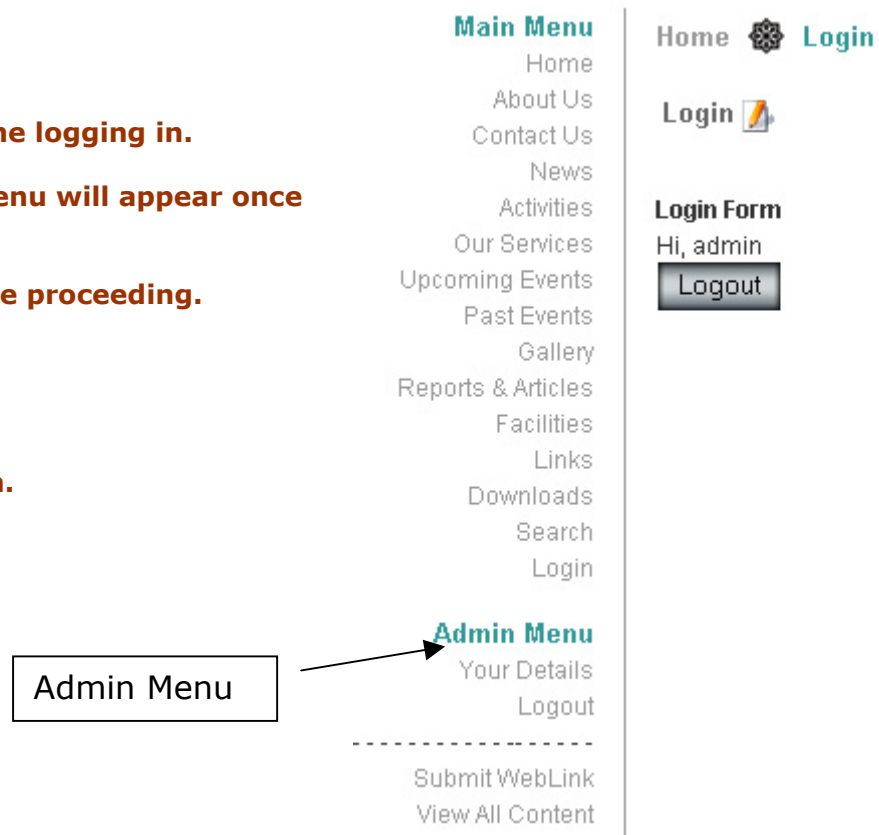 he logging in.
enu will appear once
e proceeding.
.
Admin Menu
Main Menu
Home
About Us
Contact Us
News
Activities
Our Services
Upcoming Events
Past Events
Gallery
Reports & Articles
Facilities
Links
Downloads
Search
Login
Admin Menu
Your Details
Logout
Submit WebLink
View All Content
Home Login
Login
Login Form
Hi, admin
Logout